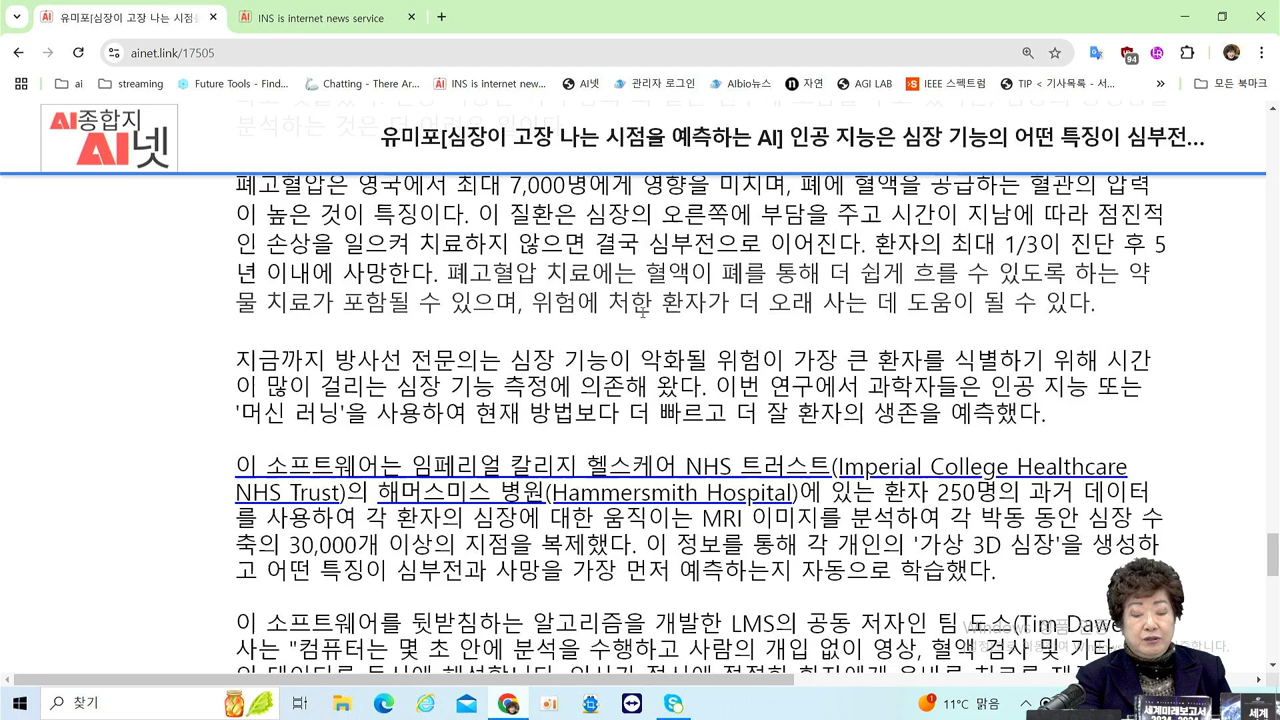 유미포[심장이 고장 나는 시점을
INS is internet news service
ainet.link/17505
94
ai
streaming
Future Tools - Find...
Chatting - There Ar...
INS is internet new...
AI넷
관리자 로그인
AIbio뉴스
자연
AGI LAB
IEEE 스펙트럼
TIP < 기사목록 - 서...
모든 북마크
AI종합지
AI넷
유미포[심장이 고장 나는 시점을 예측하는 AI] 인공 지능은 심장 기능의 어떤 특징이 심부전...
분석하는 것은 더 어려운 일이다.
폐고혈압은 영국에서 최대 7,000명에게 영향을 미치며, 폐에 혈액을 공급하는 혈관의 압력
이 높은 것이 특징이다. 이 질환은 심장의 오른쪽에 부담을 주고 시간이 지남에 따라 점진적
인 손상을 일으켜 치료하지 않으면 결국 심부전으로 이어진다. 환자의 최대 1/3이 진단 후 5
년 이내에 사망한다. 폐고혈압 치료에는 혈액이 폐를 통해 더 쉽게 흐를 수 있도록 하는 약
물 치료가 포함될 수 있으며, 위험에 처한 환자가 더 오래 사는 데 도움이 될 수 있다.
지금까지 방사선 전문의는 심장 기능이 악화될 위험이 가장 큰 환자를 식별하기 위해 시간
이 많이 걸리는 심장 기능 측정에 의존해 왔다. 이번 연구에서 과학자들은 인공 지능 또는
'머신 러닝'을 사용하여 현재 방법보다 더 빠르고 더 잘 환자의 생존을 예측했다.
이 소프트웨어는 임페리얼 칼리지 헬스케어 NHS 트러스트(Imperial College Healthcare
NHS Trust)의 해머스미스 병원(Hammersmith Hospital)에 있는 환자 250명의 과거 데이터
를 사용하여 각 환자의 심장에 대한 움직이는 MRI 이미지를 분석하여 각 박동 동안 심장 수
축의 30,000개 이상의 지점을 복제했다. 이 정보를 통해 각 개인의 '가상 3D 심장'을 생성하
고 어떤 특징이 심부전과 사망을 가장 먼저 예측하는지 자동으로 학습했다.
이 소프트웨어를 뒷받침하는 알고리즘을 개발한 LMS의 공동 저자인 팀 도스(Tim Dawe
Windows 정품 인증
사는 "컴퓨터는 몇 초 안에 분석을 수행하고 사람의 개입 없이 영상, 혈액 검사 및 기타
찾기
11°C 맑음
세계미래보고서
세계